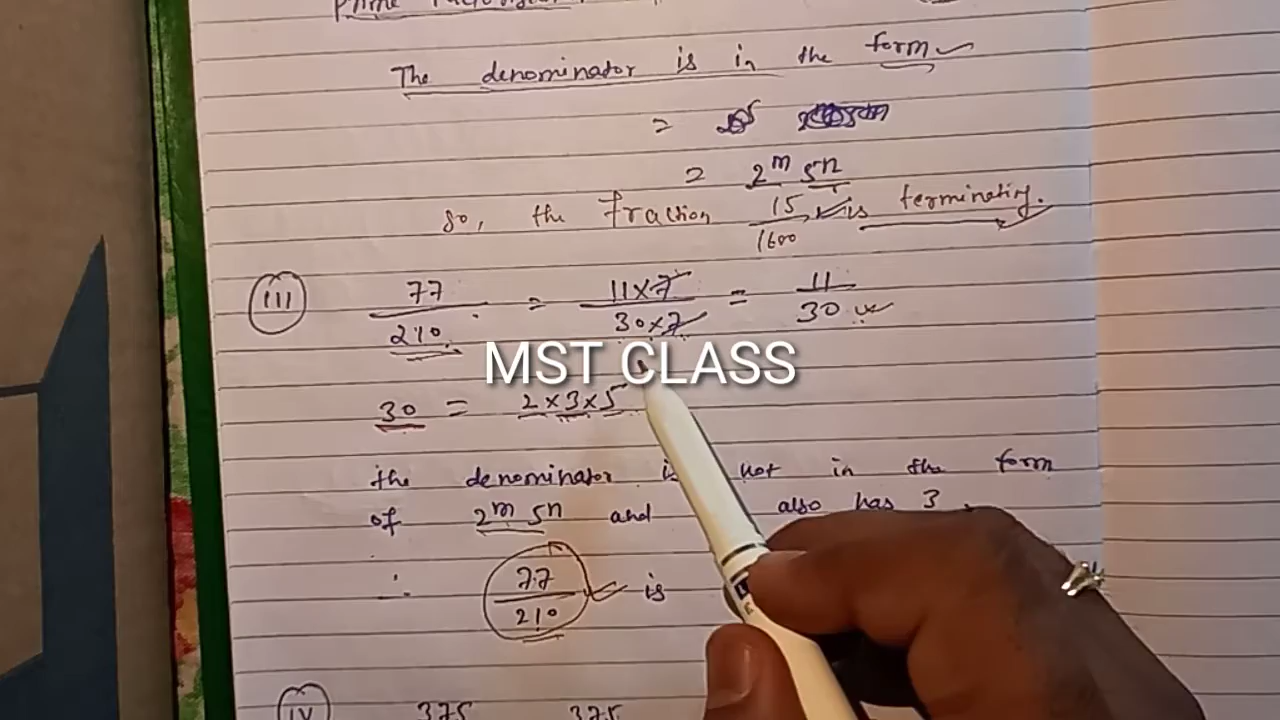 The denominator is in the form
=
= 2^m 5^n
so, the fraction 15/1600 is terminating.
(III) 77/210 = 11×7/30×7 = 11/30
MST CLASS
30 = 2×3×5
the denominator is not in the form
of 2^m 5^n and also has 3.
∴ 77/210 is
(IV) 375 375